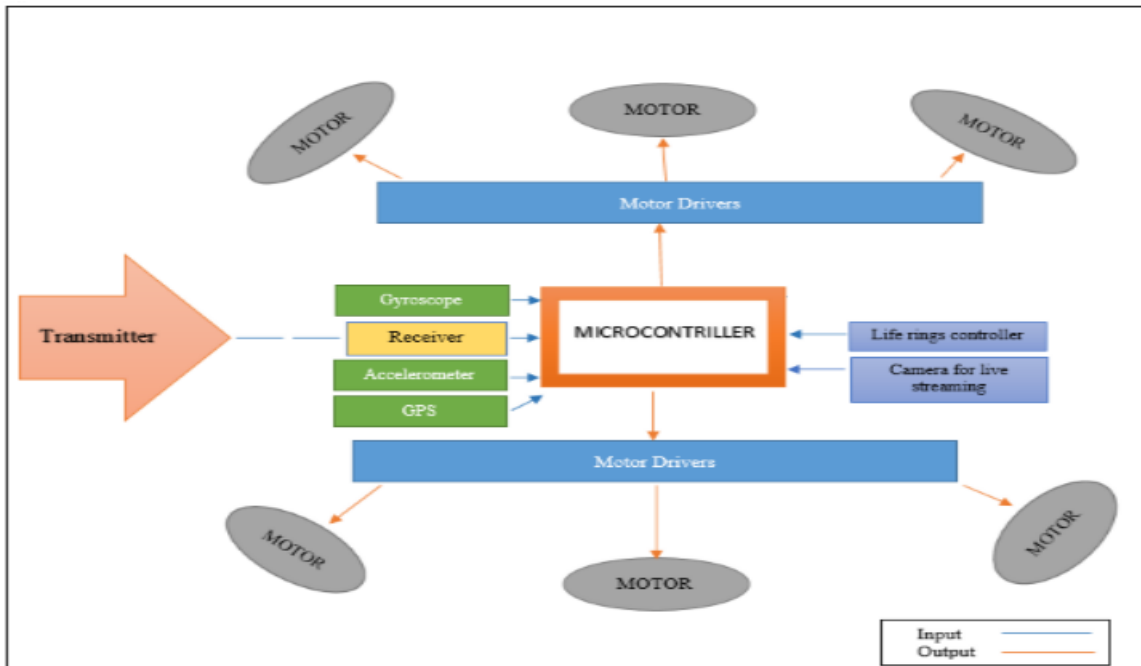 MOTOR
MOTOR
MOTOR
Motor Drivers
Transmitter
Gyroscope
Receiver
Accelerometer
GPS
MICROCONTRILLER
Life rings controller
Camera for live
streaming
Motor Drivers
MOTOR
MOTOR
MOTOR
Input
Output